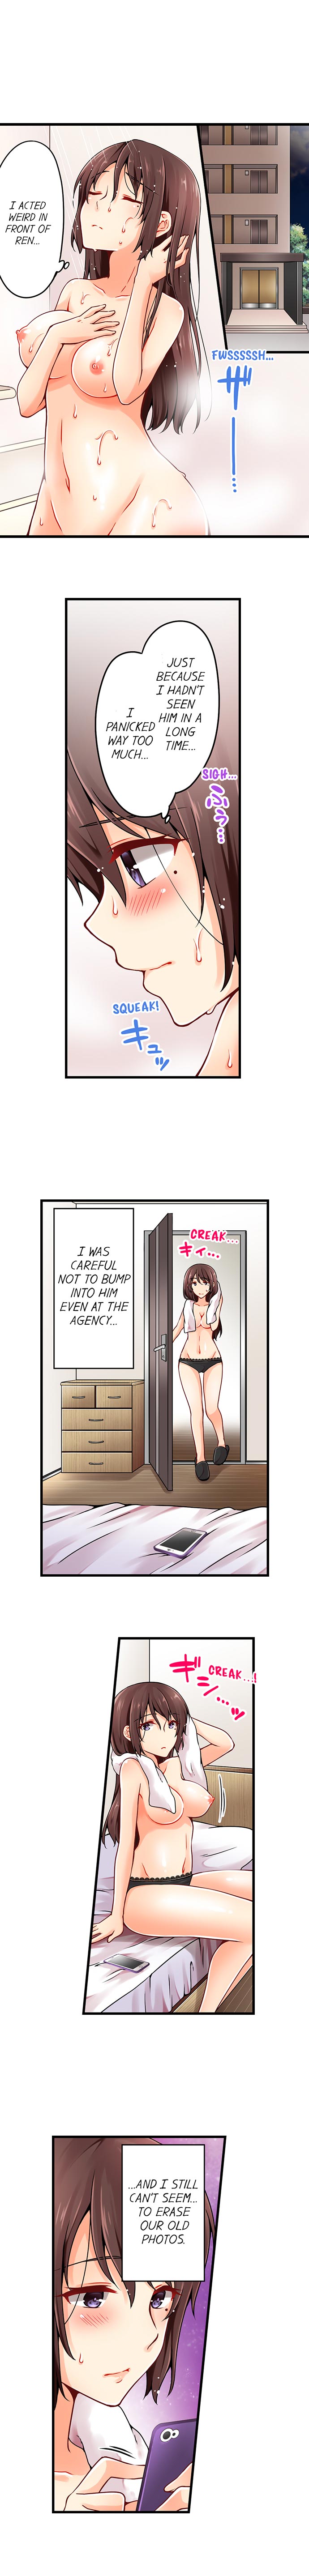 I ACTED
WEIRD IN
FRONT OF
REN...
FWSSSSSH...
ザーーー…
JUST
BECAUSE
I HADN'T
SEEN
HIM IN A
LONG
TIME...
I
PANICKED
WAY TOO
MUCH...
SIGH...
ふぅ…
SQUEAK!
キュッ
I WAS
CAREFUL
NOT TO BUMP
INTO HIM
EVEN AT THE
AGENCY...
CREAK...
キィ…
CREAK...!
ギシ…ッ
...AND I STILL
CAN'T SEEM...
TO ERASE
OUR OLD
PHOTOS.